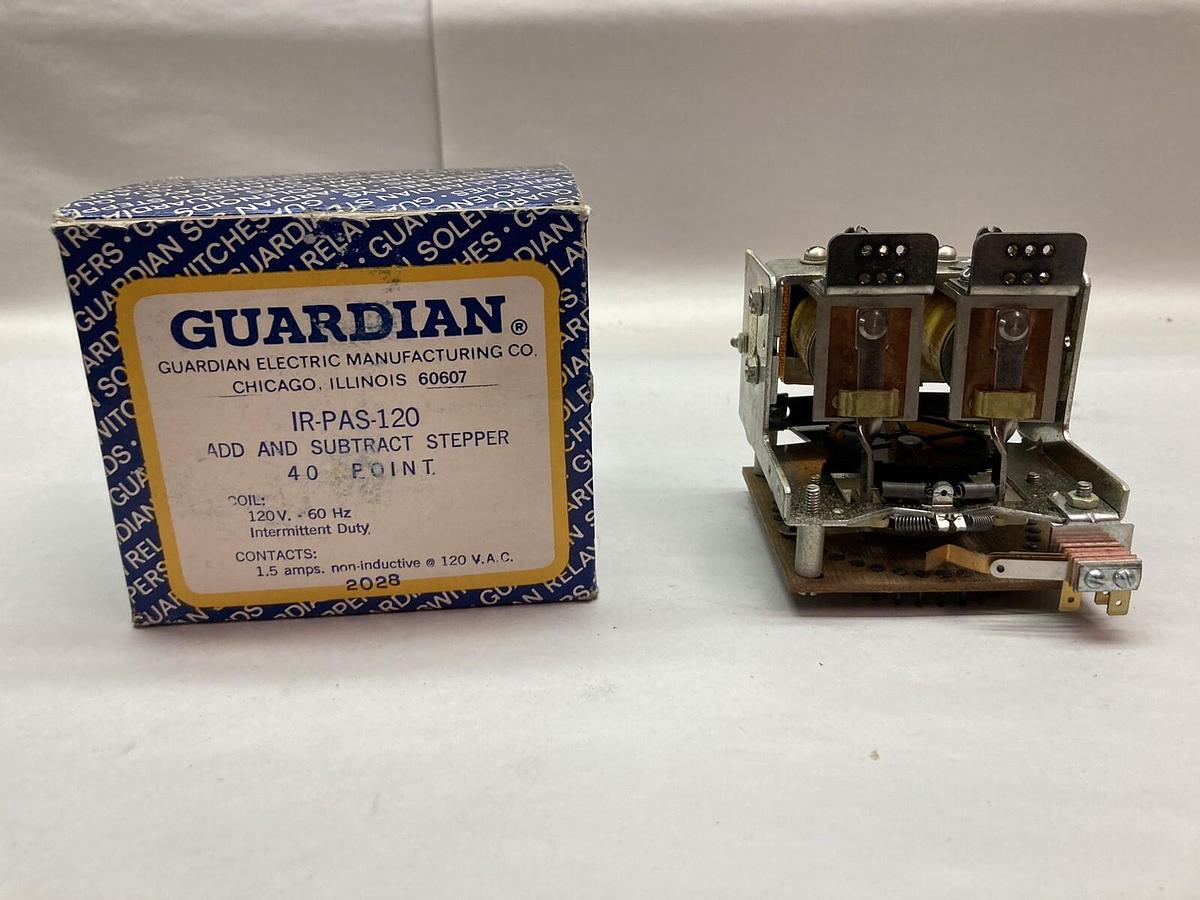 GUARDIAN®
GUARDIAN ELECTRIC MANUFACTURING CO.
CHICAGO, ILLINOIS 60607
IR-PAS-120
ADD AND SUBTRACT STEPPER
40 POINT
COIL:
120V. - 60 Hz
Intermittent Duty.
CONTACTS:
1.5 amps. non-inductive @ 120 V.A.C.
2028